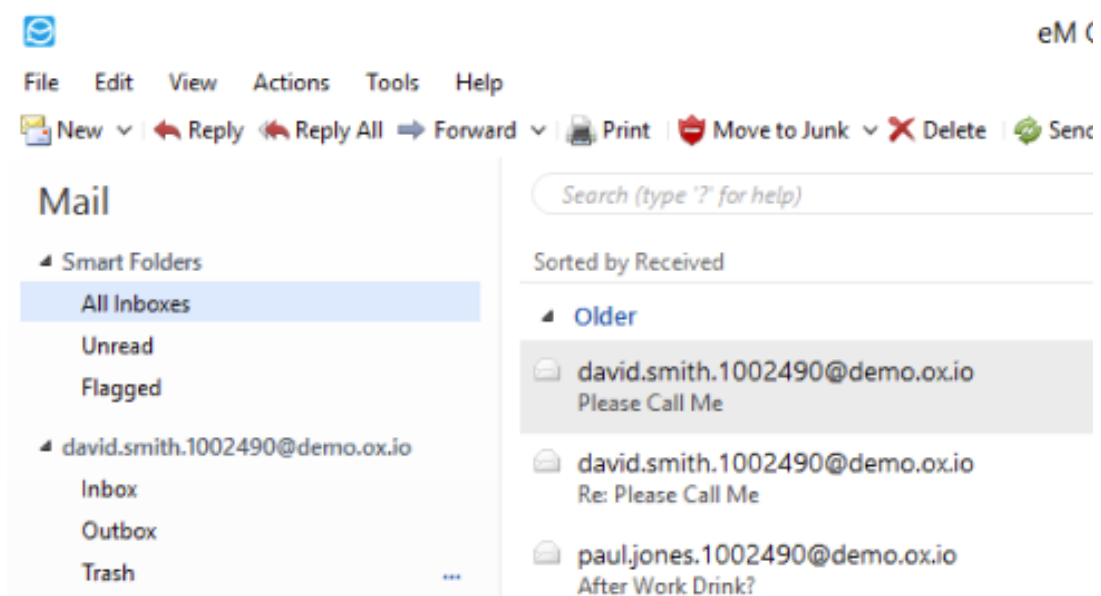 eM
File Edit View Actions Tools Help
New Reply Reply All Forward Print Move to Junk Delete Send
Mail
Search (type '?' for help)
Smart Folders
Sorted by Received
All Inboxes
Older
Unread
david.smith.1002490@demo.ox.io
Flagged
Please Call Me
david.smith.1002490@demo.ox.io
david.smith.1002490@demo.ox.io
Inbox
Re: Please Call Me
Outbox
paul.jones.1002490@demo.ox.io
Trash ...
After Work Drink?